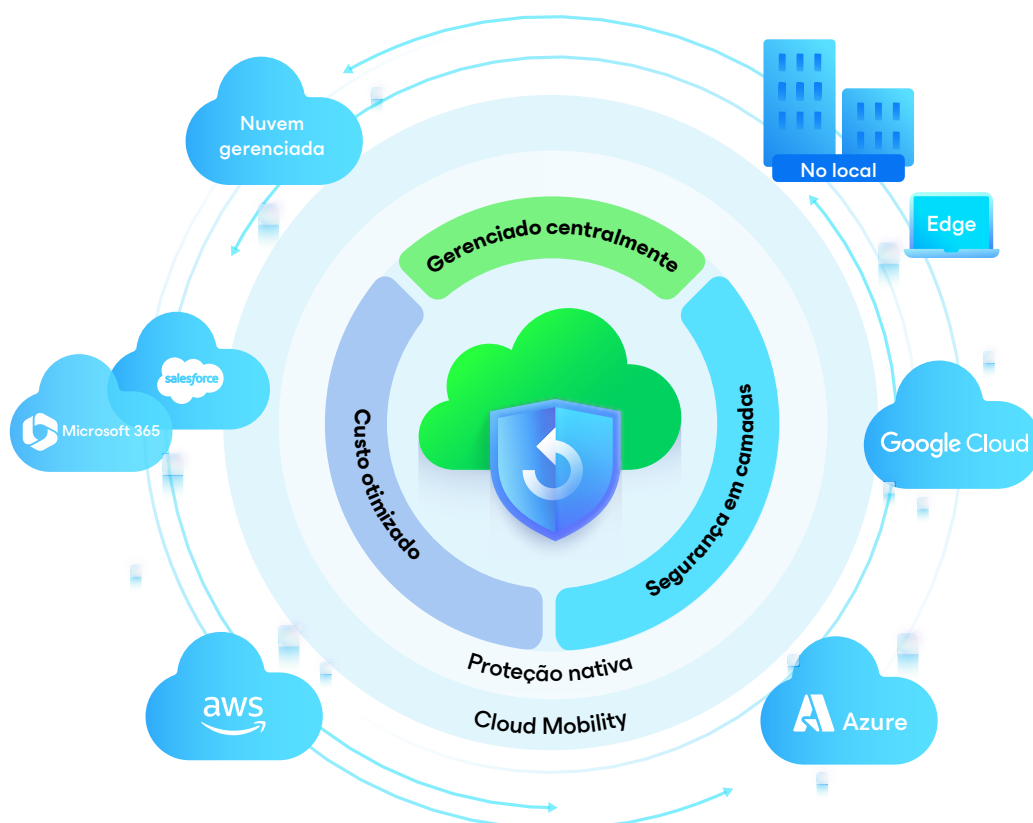 Nuvem
gerenciada
No local
Edge
Gerenciado centralmente
salesforce
Microsoft 365
Custo otimizado
Segurança em camadas
Google Cloud
Proteção nativa
Cloud Mobility
aws
Azure